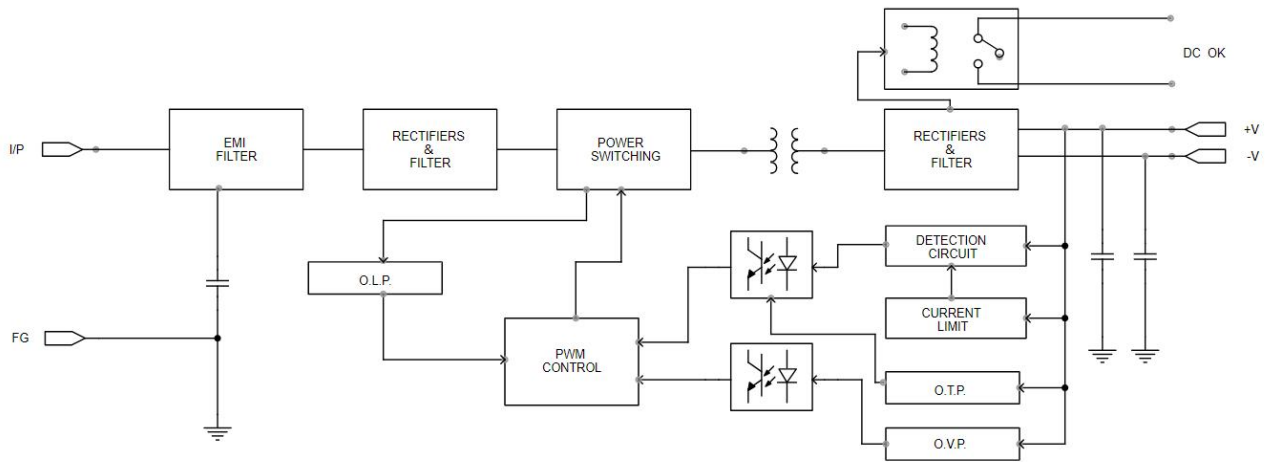 DC OK
I/P
EMI
FILTER
RECTIFIERS
&
FILTER
POWER
SWITCHING
RECTIFIERS
&
FILTER
+V
-V
DETECTION
CIRCUIT
O.L.P.
CURRENT
LIMIT
FG
PWM
CONTROL
O.T.P.
O.V.P.